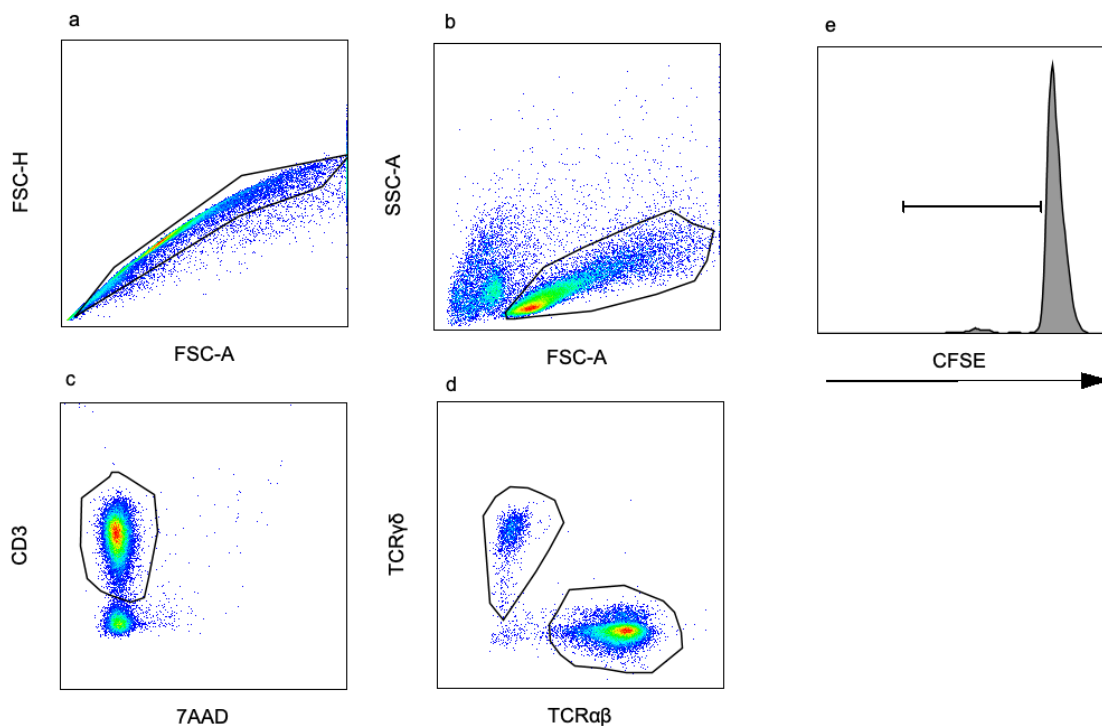 a
FSC-H
FSC-A
b
SSC-A
FSC-A
e
CFSE
c
CD3
7AAD
d
TCRγδ
TCRαβ